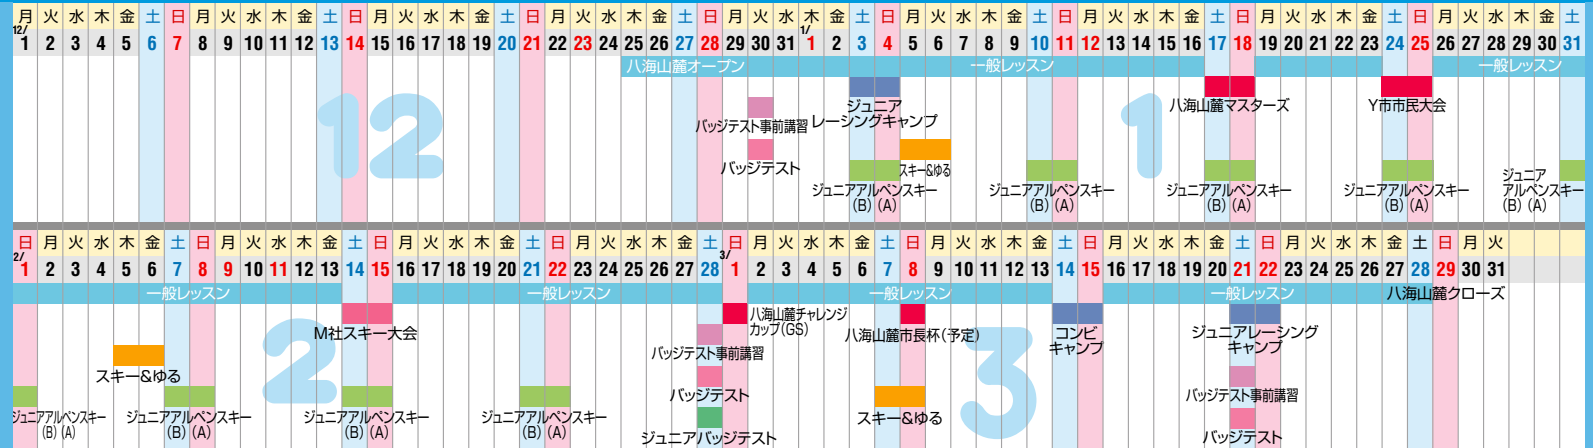 月 火 水 木 金 土 日 月 火 水 木 金 土 日 月 火 水 木 金 土 日 月 火 水 木 金 土 日 月 火 水 木 金 土 日 月 火 水 木 金 土 日 月 火 水 木 金 土 日 月 火 水 木 金 土 日 月 火 水 木 金 土
12/ 1 2 3 4 5 6 7 8 9 10 11 12 13 14 15 16 17 18 19 20 21 22 23 24 25 26 27 28 29 30 31 1/ 1 2 3 4 5 6 7 8 9 10 11 12 13 14 15 16 17 18 19 20 21 22 23 24 25 26 27 28 29 30 31
八海山麓オープン 一般レッスン 一般レッスン
12
1
ジュニア
レーシングキャンプ
八海山麓マスターズ
Y市市民大会
バッジテスト事前講習
バッジテスト
スキー&ゆる
ジュニアアルペンスキー
(B) (A)
ジュニアアルペンスキー
(B) (A)
ジュニアアルペンスキー
(B) (A)
ジュニアアルペンスキー
(B) (A)
ジュニア
アルペンスキー
(B) (A)
日 月 火 水 木 金 土 日 月 火 水 木 金 土 日 月 火 水 木 金 土 日 月 火 水 木 金 土 日 月 火 水 木 金 土 日 月 火 水 木 金 土 日 月 火 水 木 金 土 日 月 火 水 木 金 土 日 月 火
2/ 1 2 3 4 5 6 7 8 9 10 11 12 13 14 15 16 17 18 19 20 21 22 23 24 25 26 27 28 3/ 1 2 3 4 5 6 7 8 9 10 11 12 13 14 15 16 17 18 19 20 21 22 23 24 25 26 27 28 29 30 31
一般レッスン 一般レッスン 一般レッスン 一般レッスン 八海山麓クローズ
2
3
M社スキー大会
八海山麓チャレンジ
カップ(GS)
八海山麓市長杯(予定)
コンビ
キャンプ
ジュニアレーシング
キャンプ
バッジテスト事前講習
スキー&ゆる
バッジテスト
バッジテスト事前講習
ジュニアアルペンスキー
(B) (A)
ジュニアアルペンスキー
(B) (A)
ジュニアアルペンスキー
(B) (A)
ジュニアアルペンスキー
(B) (A)
スキー&ゆる
ジュニアバッジテスト
バッジテスト